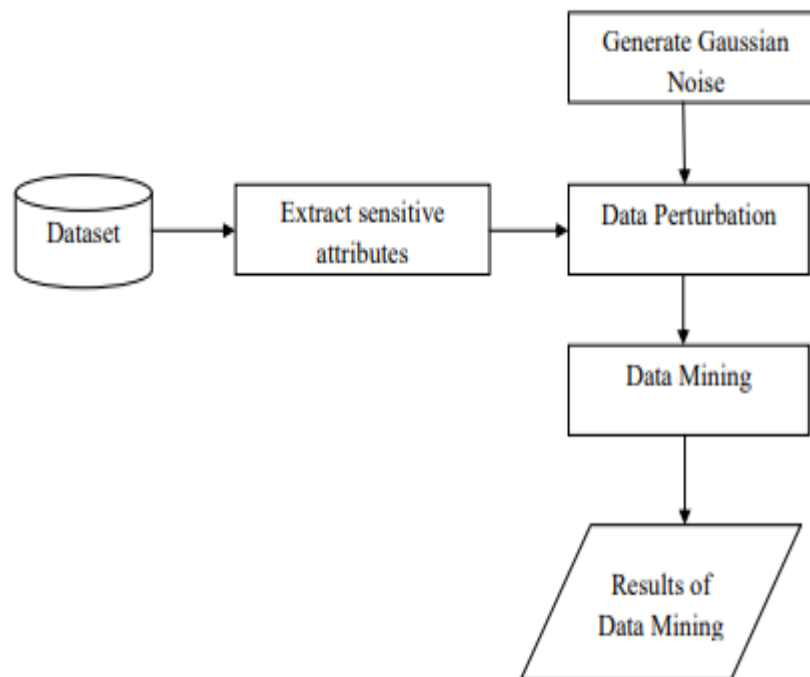 Generate Gaussian
Noise
Dataset
Extract sensitive
attributes
Data Perturbation
Data Mining
Results of
Data Mining